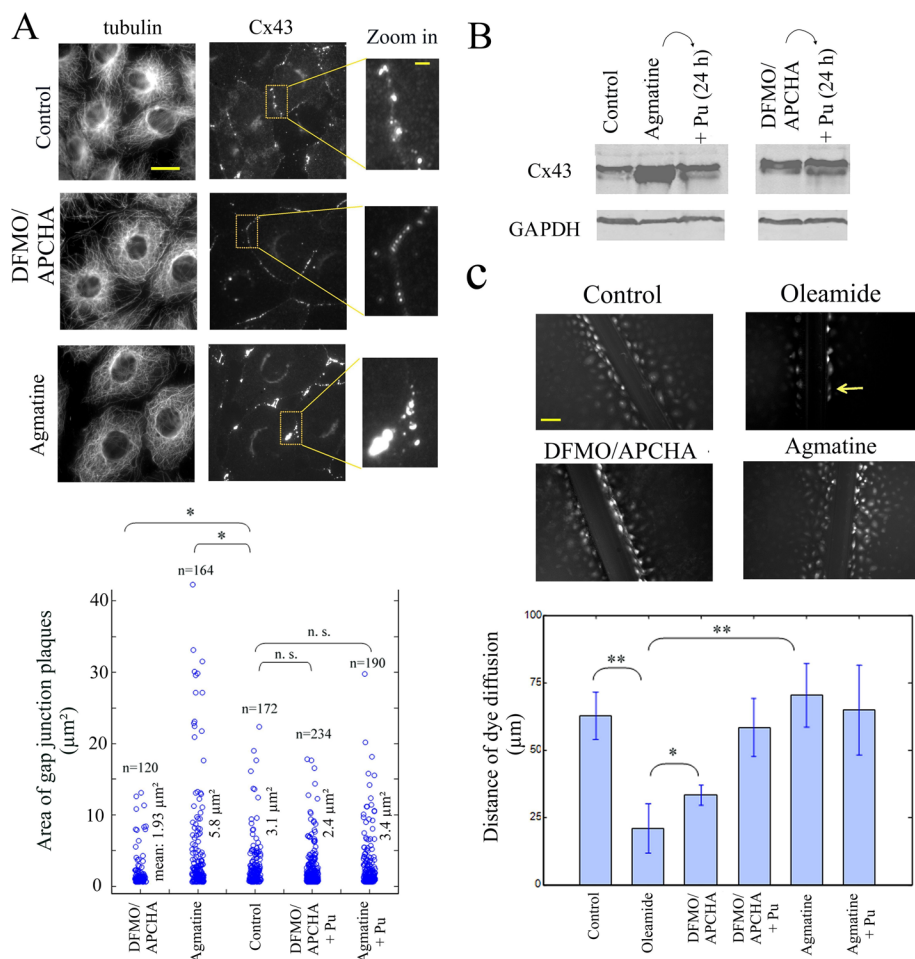 A
tubulin
Cx43
Zoom in
Control
DFMO/
APCHA
Agmatine
B
Control
Agmatine
+ Pu (24 h)
DFMO/
APCHA
+ Pu (24 h)
Cx43
GAPDH
C
Control
Oleamide
DFMO/APCHA
Agmatine
*
*
n=164
n. s.
n. s.
n=190
n=172
n=234
n=120
Area of gap junction plaques
(μm²)
40
30
20
10
0
mean: 1.93 μm²
5.8 μm²
3.1 μm²
2.4 μm²
3.4 μm²
DFMO/
APCHA
Agmatine
Control
DFMO/
APCHA
+ Pu
Agmatine
+ Pu
Distance of dye diffusion
(μm)
100
75
50
25
0
**
**
*
Control
Oleamide
DFMO/
APCHA
DFMO/
APCHA
+ Pu
Agmatine
Agmatine
+ Pu